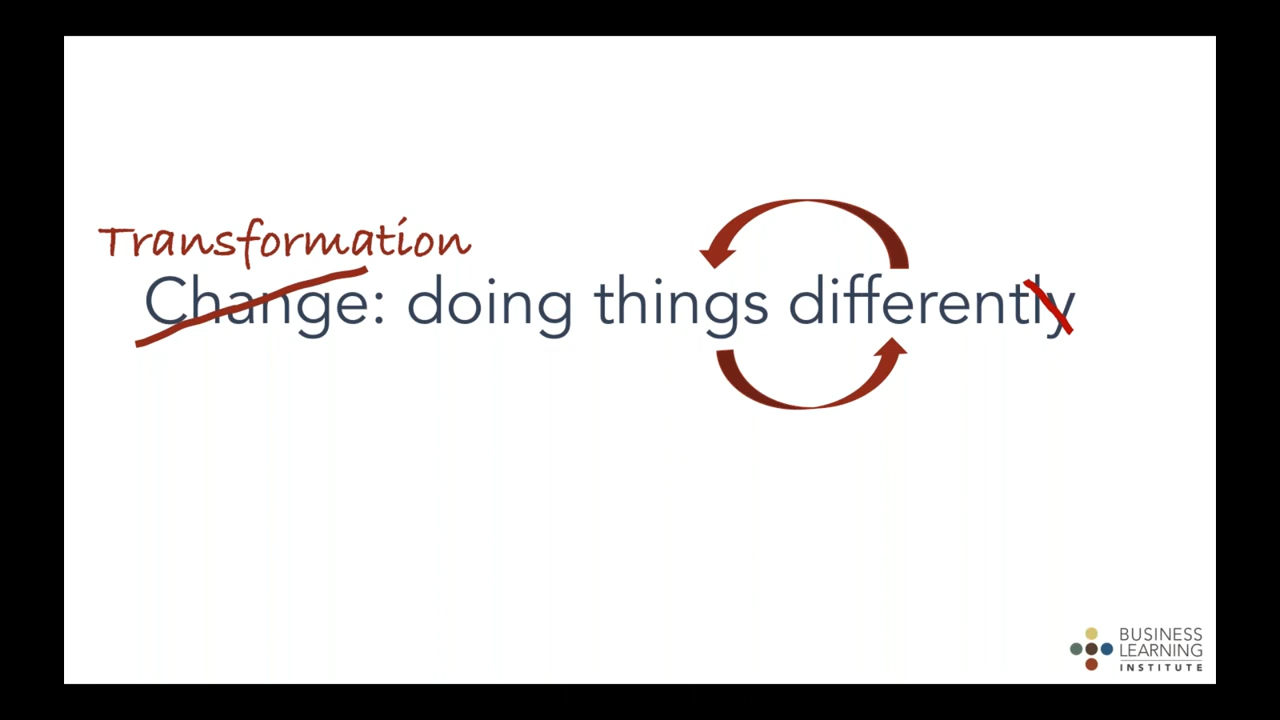 Transformation
Change: doing things differently
BUSINESS
LEARNING
INSTITUTE